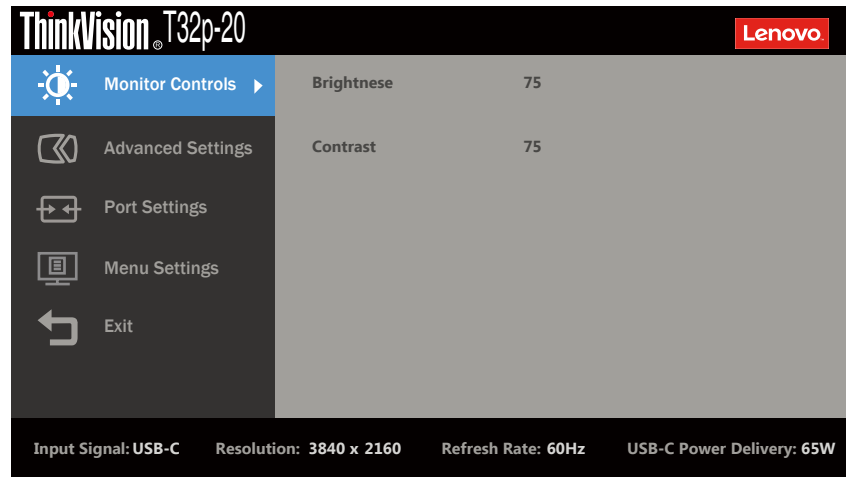 ThinkVision® T32p-20
Lenovo.
Monitor Controls
Brightnese 75
Advanced Settings
Contrast 75
Port Settings
Menu Settings
Exit
Input Signal: USB-C Resolution: 3840 x 2160 Refresh Rate: 60Hz USB-C Power Delivery: 65W